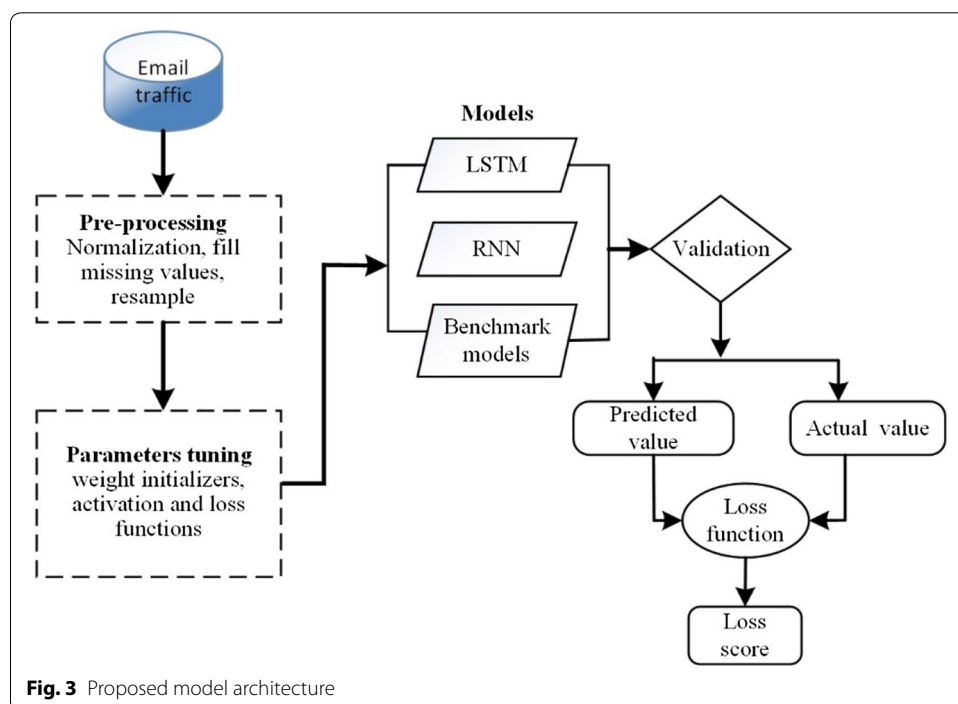 Email
traffic
Pre-processing
Normalization, fill
missing values,
resample
Parameters tuning
weight initializers,
activation and loss
functions
Models
LSTM
RNN
Benchmark
models
Validation
Predicted
value
Actual value
Loss
function
Loss
score
Fig. 3 Proposed model architecture